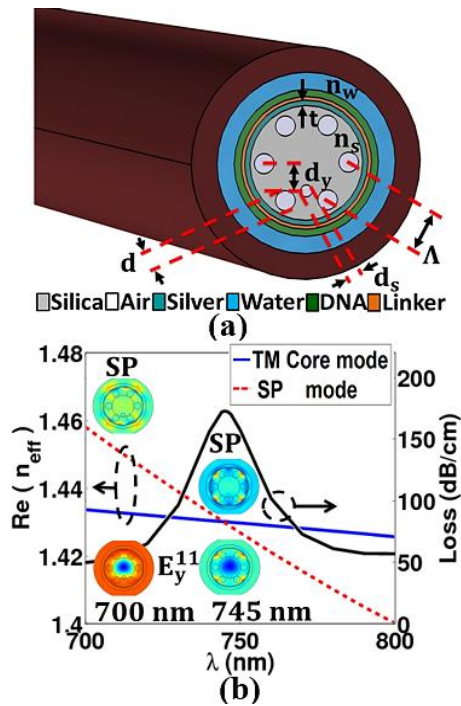 n_w
t
n_s
d_y
d
Λ
d_s
Silica Air Silver Water DNA Linker
(a)
1.48
1.46
1.44
1.42
1.4
Re ( n_eff )
SP
TM Core mode
SP mode
SP
E_y^11
700 nm
745 nm
200
150
100
50
0
Loss (dB/cm)
700
750
800
λ (nm)
(b)